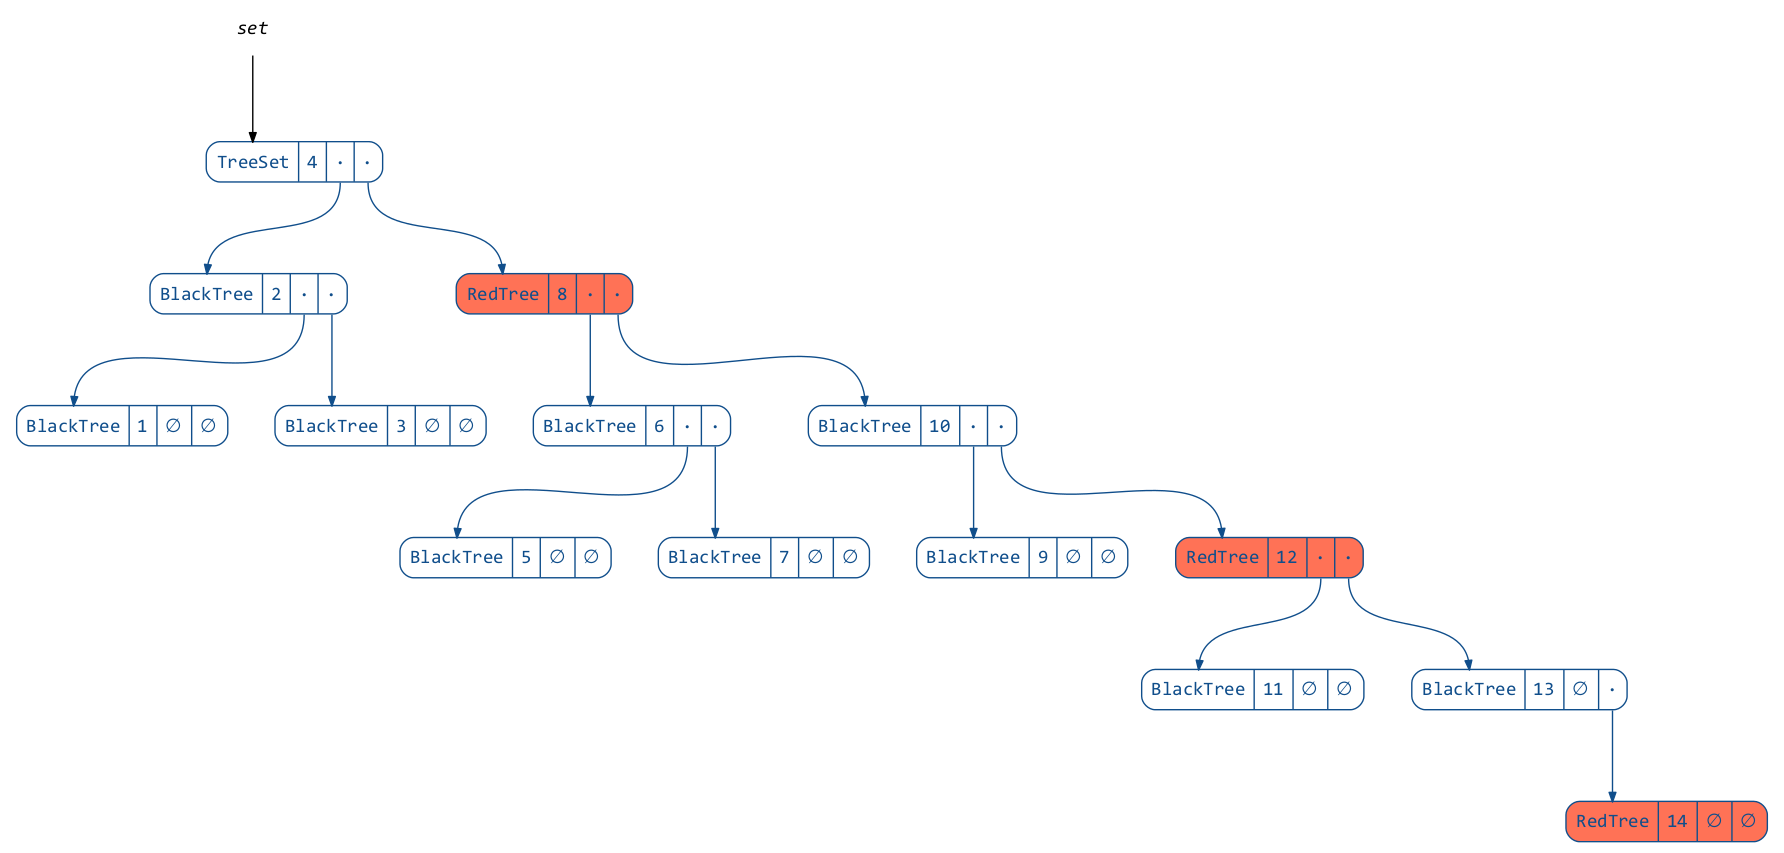 set
TreeSet 4 · ·
BlackTree 2 · ·
RedTree 8 · ·
BlackTree 1 ∅ ∅
BlackTree 3 ∅ ∅
BlackTree 6 · ·
BlackTree 10 · ·
BlackTree 5 ∅ ∅
BlackTree 7 ∅ ∅
BlackTree 9 ∅ ∅
RedTree 12 · ·
BlackTree 11 ∅ ∅
BlackTree 13 ∅ ·
RedTree 14 ∅ ∅